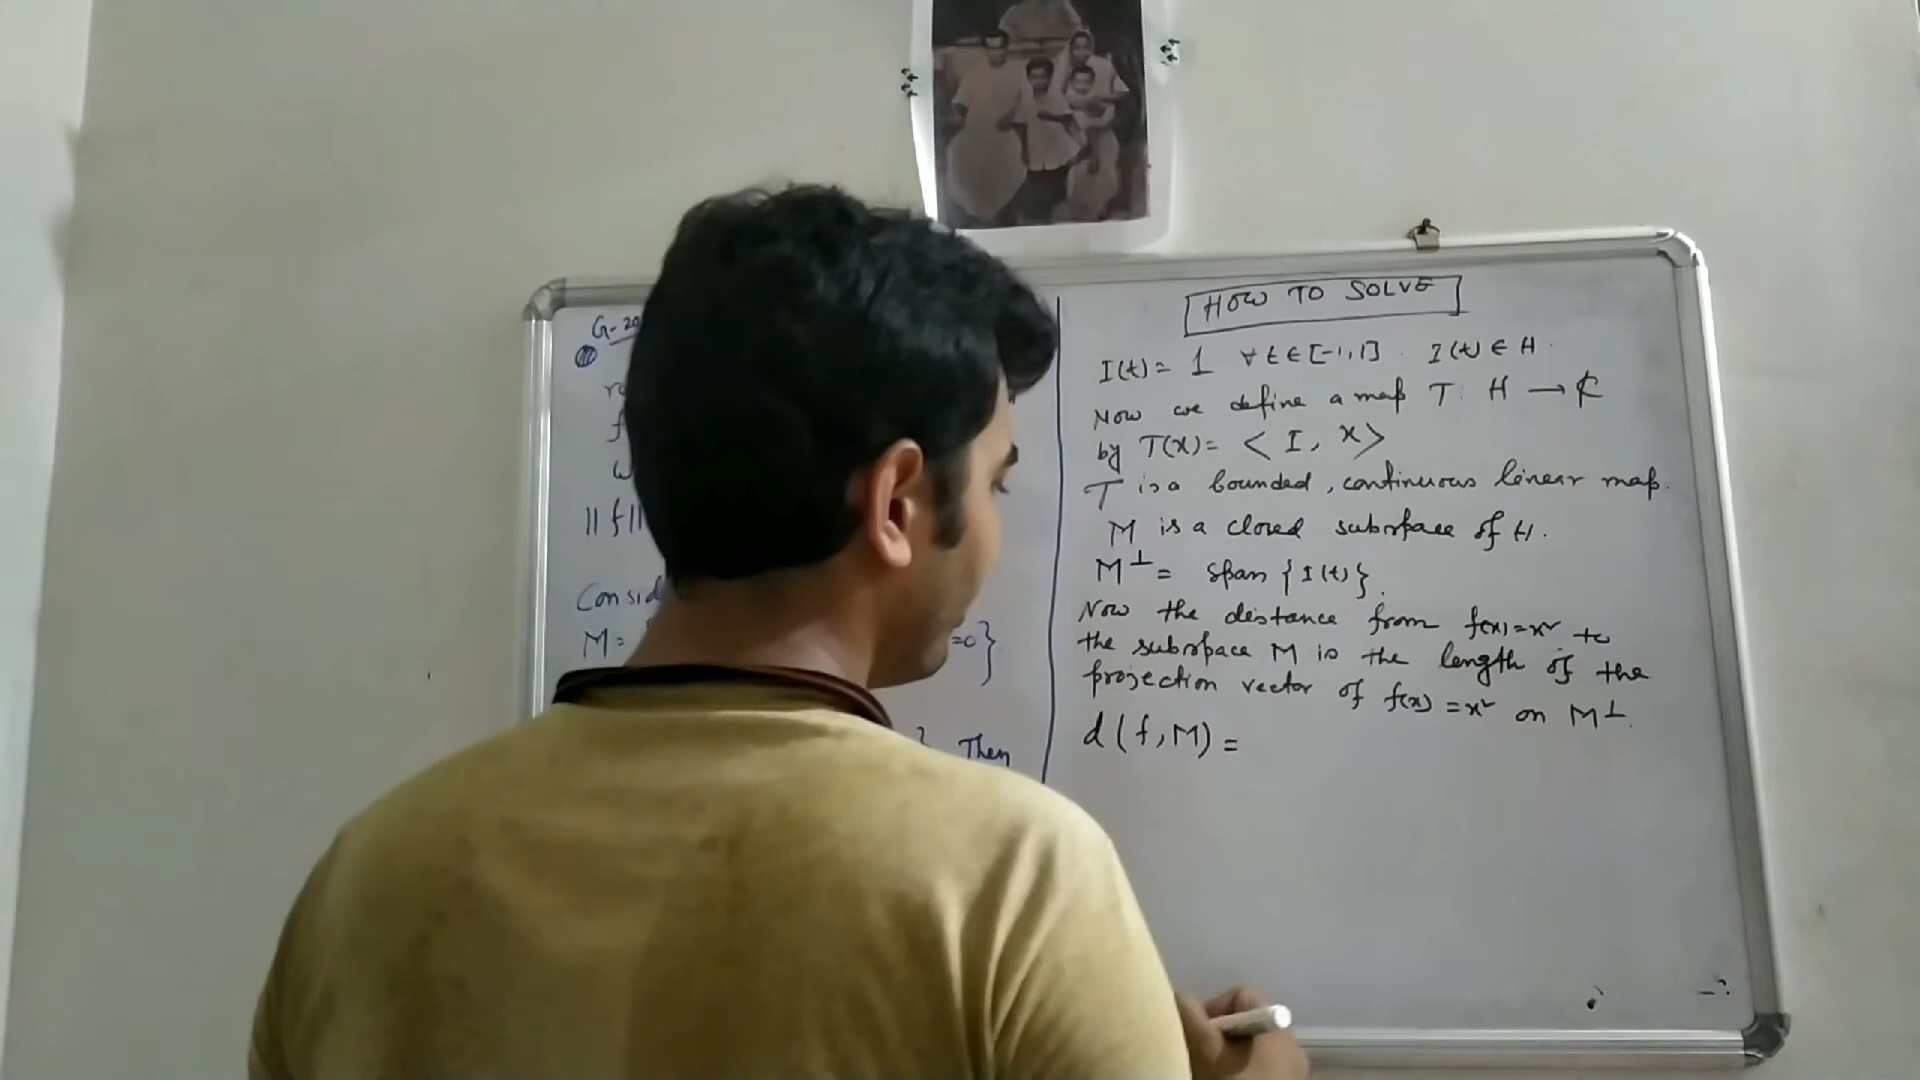 G-20
f
w
|| f ||
Consid
M = =0}
Then
HOW TO SOLVE
I(t) = 1 ∀ t ∈ [-1, 1] . I(t) ∈ H .
Now we define a map T : H → ₵
by T(x) = < I, x >
T is a bounded, continuous linear map.
M is a closed subspace of H .
M⊥ = span { I(t) } .
Now the distance from f(x) = x² to
the subspace M is the length of the
projection vector of f(x) = x² on M⊥ .
d (f, M) =